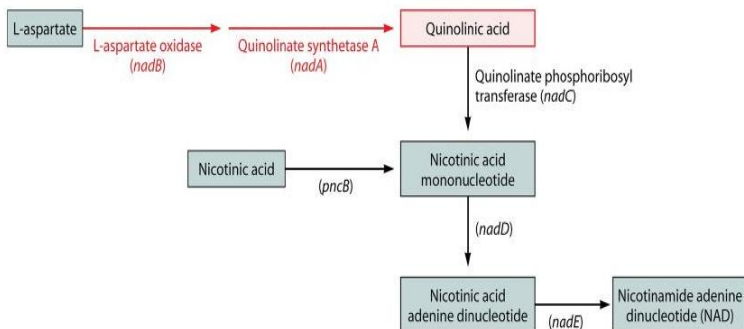 L-aspartate
L-aspartate oxidase
(nadB)
Quinolinate synthetase A
(nadA)
Quinolinic acid
Quinolinate phosphoribosyl
transferase (nadC)
Nicotinic acid
(pncB)
Nicotinic acid
mononucleotide
(nadD)
Nicotinic acid
adenine dinucleotide
(nadE)
Nicotinamide adenine
dinucleotide (NAD)